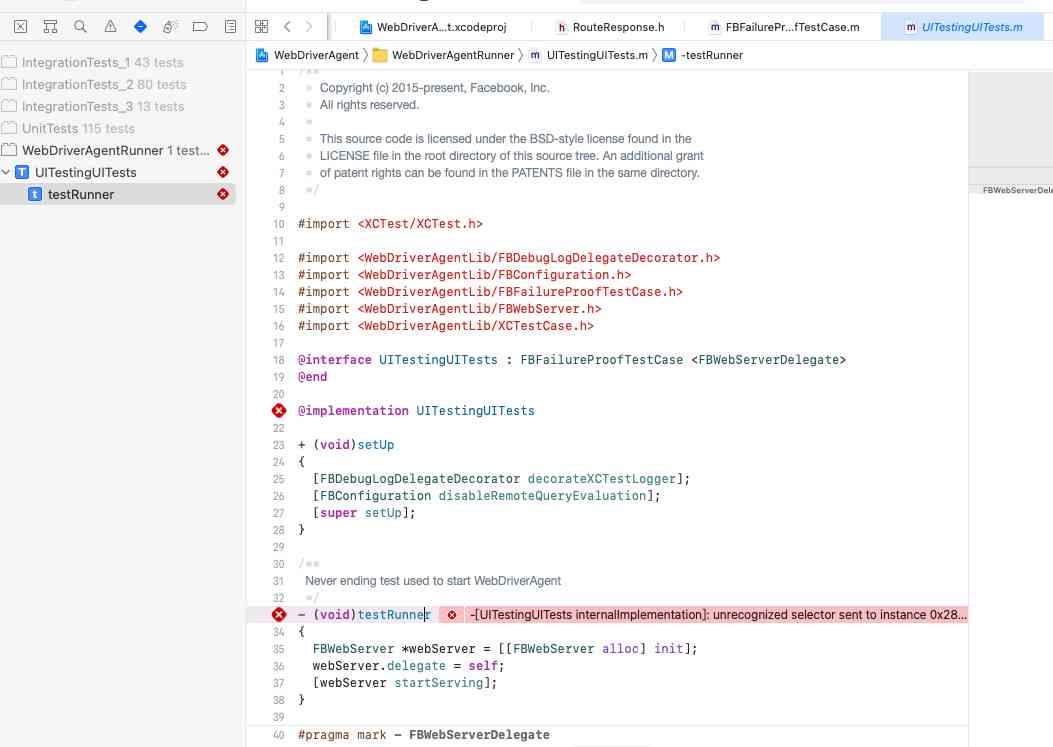 WebDriverA...t.xcodeproj
RouteResponse.h
FBFailurePr...fTestCase.m
UITestingUITests.m
WebDriverAgent
WebDriverAgentRunner
UITestingUITests.m
-testRunner
IntegrationTests_1 43 tests
IntegrationTests_2 80 tests
IntegrationTests_3 13 tests
UnitTests 115 tests
WebDriverAgentRunner 1 test...
UITestingUITests
testRunner
1 /**
2 * Copyright (c) 2015-present, Facebook, Inc.
3 * All rights reserved.
4 *
5 * This source code is licensed under the BSD-style license found in the
6 * LICENSE file in the root directory of this source tree. An additional grant
7 * of patent rights can be found in the PATENTS file in the same directory.
8 */
9
10 #import <XCTest/XCTest.h>
11
12 #import <WebDriverAgentLib/FBDebugLogDelegateDecorator.h>
13 #import <WebDriverAgentLib/FBConfiguration.h>
14 #import <WebDriverAgentLib/FBFailureProofTestCase.h>
15 #import <WebDriverAgentLib/FBWebServer.h>
16 #import <WebDriverAgentLib/XCTestCase.h>
17
18 @interface UITestingUITests : FBFailureProofTestCase <FBWebServerDelegate>
19 @end
20
@implementation UITestingUITests
22
23 + (void)setUp
24 {
25 [FBDebugLogDelegateDecorator decorateXCTestLogger];
26 [FBConfiguration disableRemoteQueryEvaluation];
27 [super setUp];
28 }
29
30 /**
31 Never ending test used to start WebDriverAgent
32 */
- (void)testRunner -[UITestingUITests internalImplementation]: unrecognized selector sent to instance 0x28...
34 {
35 FBWebServer *webServer = [[FBWebServer alloc] init];
36 webServer.delegate = self;
37 [webServer startServing];
38 }
39
40 #pragma mark - FBWebServerDelegate
FBWebServerDele